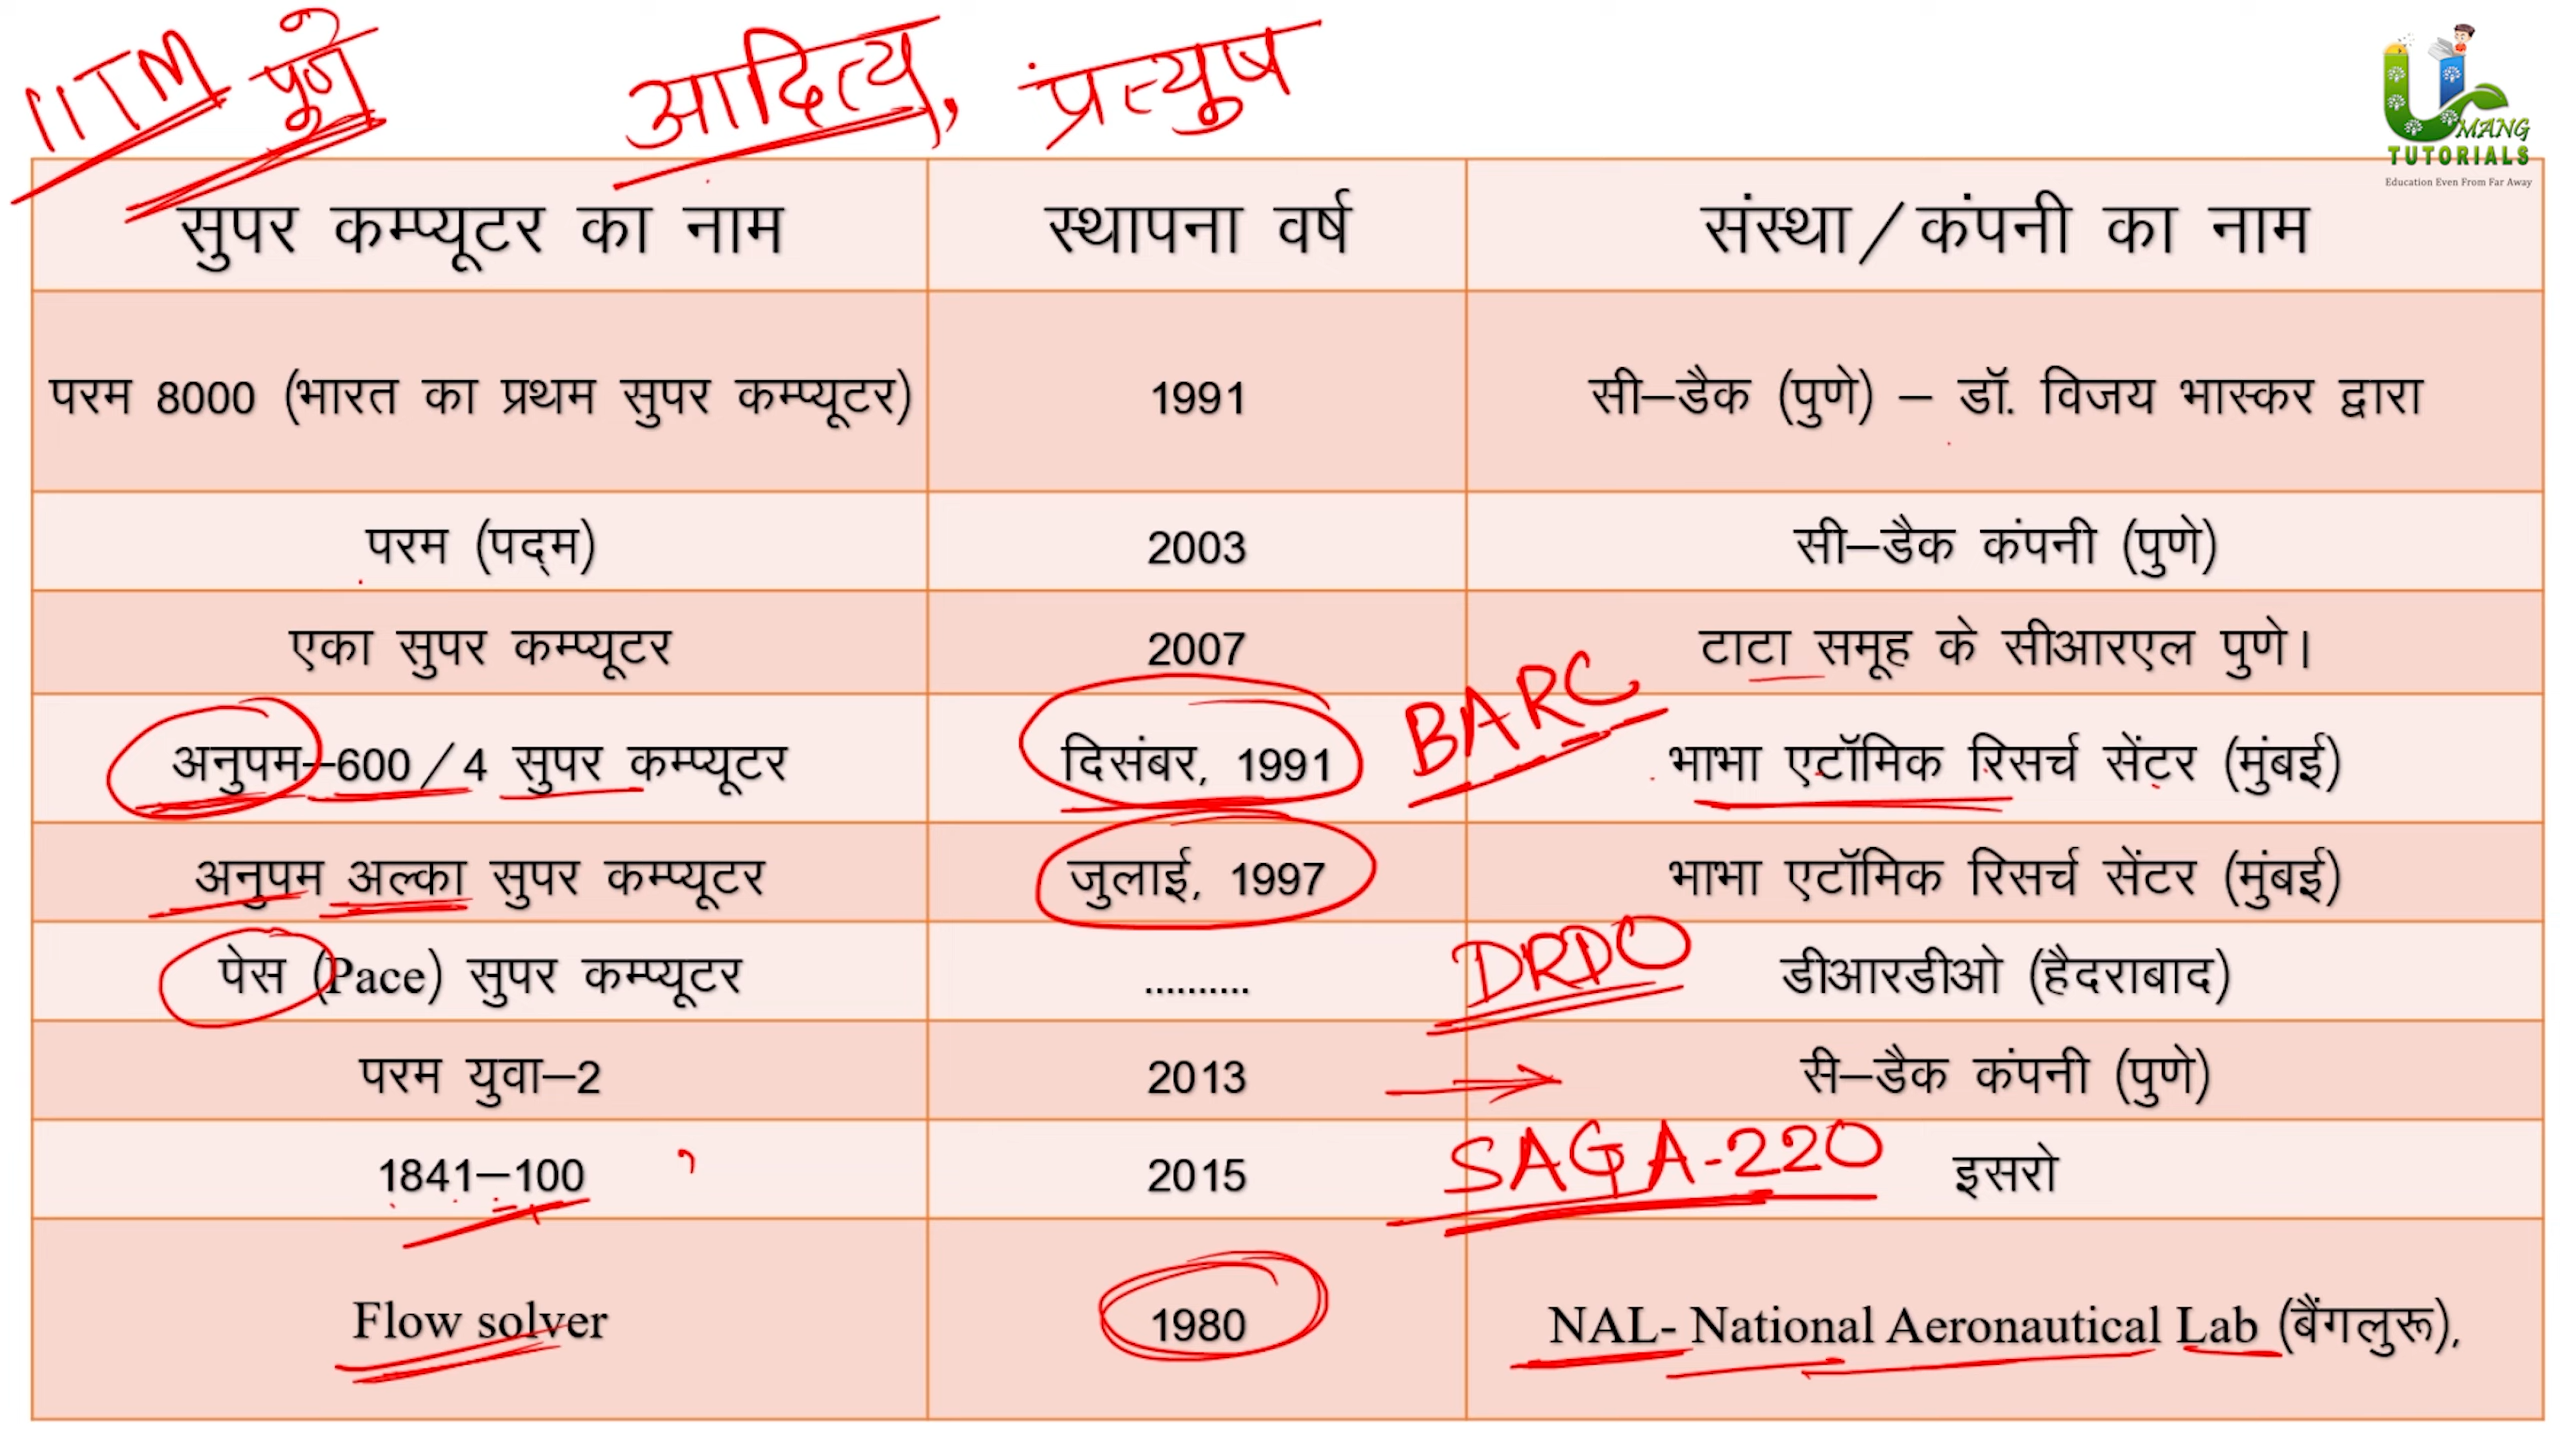 IITM पूणे आदित्य, प्रत्युष
UMANG
TUTORIALS
Education Even From Far Away
सुपर कम्प्यूटर का नाम स्थापना वर्ष संस्था/कंपनी का नाम
परम 8000 (भारत का प्रथम सुपर कम्प्यूटर) 1991 सी–डैक (पुणे) – डॉ. विजय भास्कर द्वारा
परम (पद्म) 2003 सी–डैक कंपनी (पुणे)
एका सुपर कम्प्यूटर 2007 टाटा समूह के सीआरएल पुणे।
अनुपम–600/4 सुपर कम्प्यूटर दिसंबर, 1991 BARC भाभा एटॉमिक रिसर्च सेंटर (मुंबई)
अनुपम अल्का सुपर कम्प्यूटर जुलाई, 1997 भाभा एटॉमिक रिसर्च सेंटर (मुंबई)
पेस (Pace) सुपर कम्प्यूटर .......... DRDO डीआरडीओ (हैदराबाद)
परम युवा–2 2013 सी–डैक कंपनी (पुणे)
1841–100 2015 SAGA-220 इसरो
Flow solver 1980 NAL- National Aeronautical Lab (बैंगलुरू),